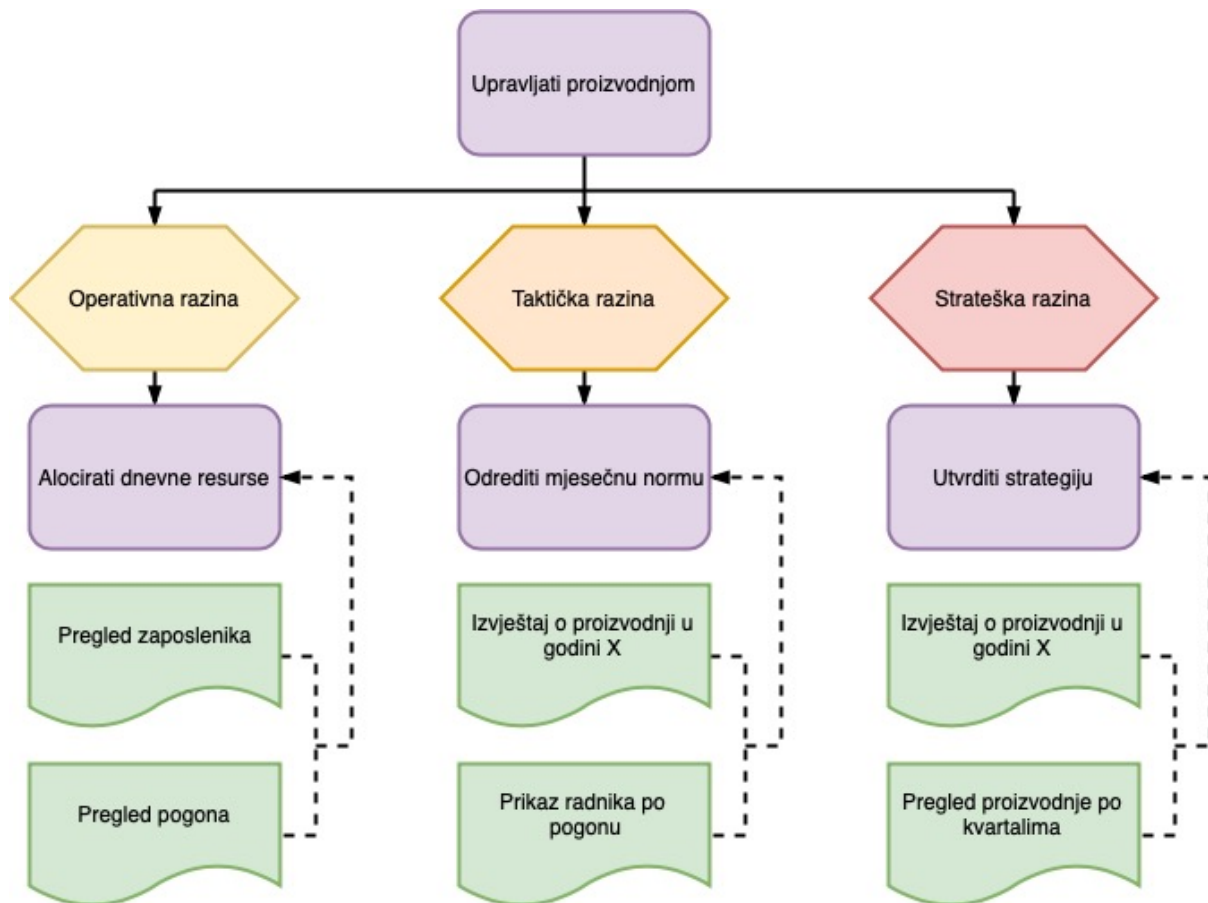 Upravljati proizvodnjom
Operativna razina
Taktička razina
Strateška razina
Alocirati dnevne resurse
Odrediti mjesečnu normu
Utvrditi strategiju
Pregled zaposlenika
Izvještaj o proizvodnji u
godini X
Izvještaj o proizvodnji u
godini X
Pregled pogona
Prikaz radnika po
pogonu
Pregled proizvodnje po
kvartalima